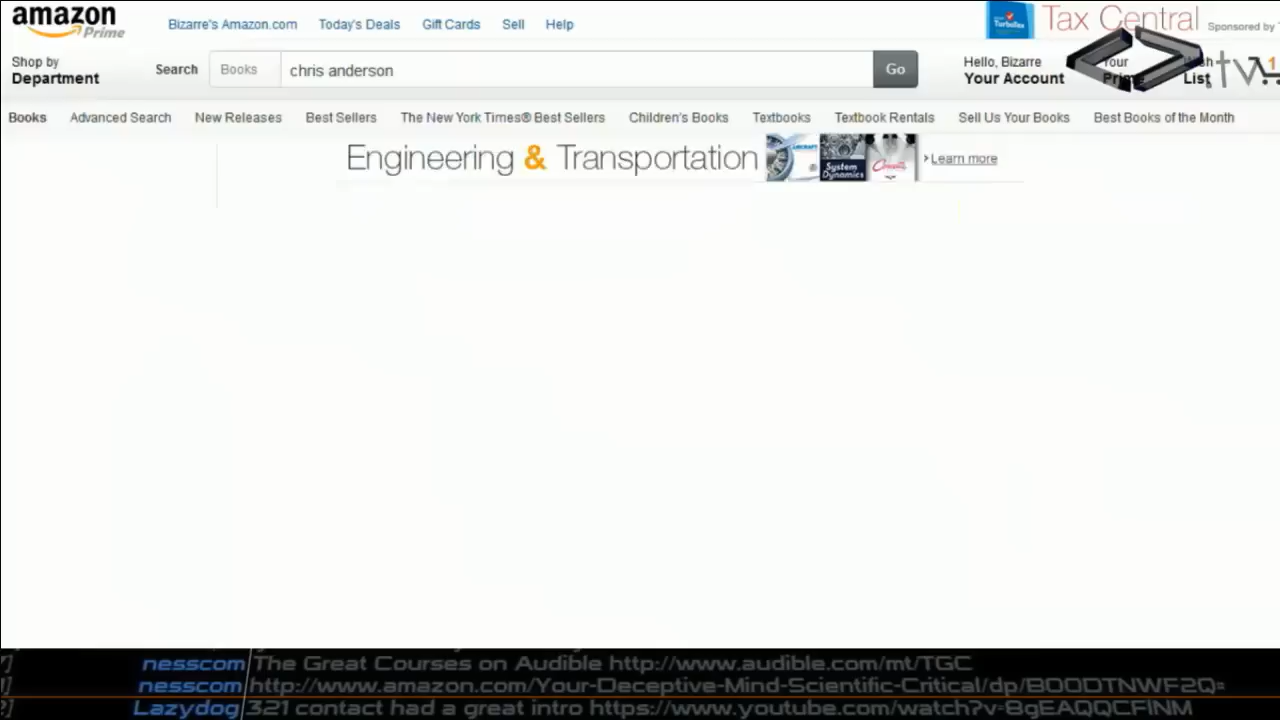 amazon Prime
Bizarre's Amazon.com Today's Deals Gift Cards Sell Help
TurboTax Tax Central Sponsored by
Shop by Department
Search Books chris anderson Go
Hello, Bizarre Your Account
Your
List
.tv
1
Books Advanced Search New Releases Best Sellers The New York Times® Best Sellers Children's Books Textbooks Textbook Rentals Sell Us Your Books Best Books of the Month
Engineering & Transportation
System Dynamics
Learn more
nesscom The Great Courses on Audible http://www.audible.com/mt/TGC
nesscom http://www.amazon.com/Your-Deceptive-Mind-Scientific-Critical/dp/B00DTNWF2Q=
Lazydog 321 contact had a great intro https://www.youtube.com/watch?v=8gEAQQCFINM